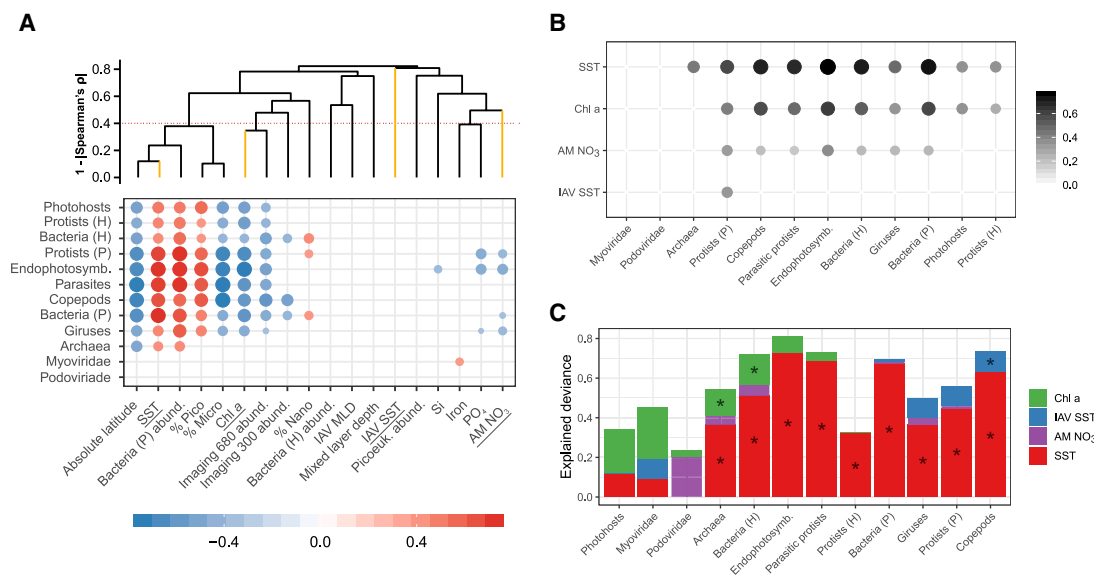 A
1 - |Spearman's ρ|
0.8
0.6
0.4
0.2
0.0
Photohosts
Protists (H)
Bacteria (H)
Protists (P)
Endophotosymb.
Parasites
Copepods
Bacteria (P)
Giruses
Archaea
Myoviridae
Podoviriade
Absolute latitude
SST
Bacteria (P) abund.
% Pico
% Micro
Chl a
Imaging 680 abund.
Imaging 300 abund.
% Nano
Bacteria (H) abund.
IAV MLD
Mixed layer depth
IAV SST
Picoeuk. abund.
Si
Iron
PO4
AM NO3
−0.4
0.0
0.4
B
SST
Chl a
AM NO3
IAV SST
Myoviridae
Podoviridae
Archaea
Protists (P)
Copepods
Parasitic protists
Endophotosymb.
Bacteria (H)
Giruses
Bacteria (P)
Photohosts
Protists (H)
0.6
0.4
0.2
0.0
C
Explained deviance
0.8
0.6
0.4
0.2
0.0
* * * * * * * * * * * *
Photohosts
Myoviridae
Podoviridae
Archaea
Bacteria (H)
Endophotosymb.
Parasitic protists
Protists (H)
Bacteria (P)
Giruses
Protists (P)
Copepods
Chl a
IAV SST
AM NO3
SST